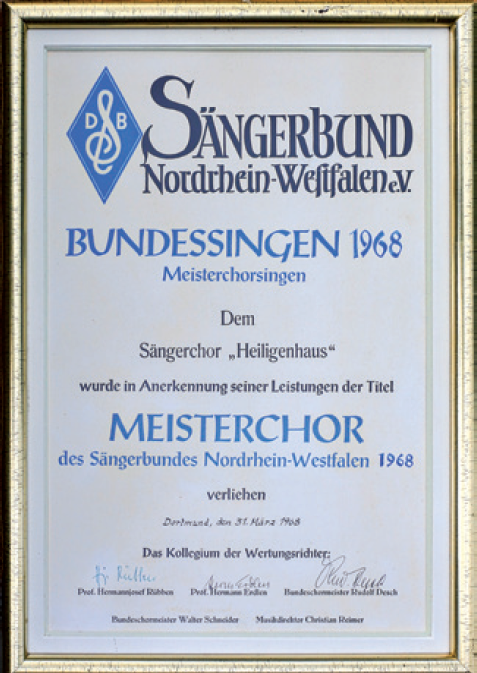 D B
SÄNGERBUND
Nordrhein-Westfalen e.V.
BUNDESSINGEN 1968
Meisterchorsingen
Dem
Sängerchor „Heiligenhaus“
wurde in Anerkennung seiner Leistungen der Titel
MEISTERCHOR
des Sängerbundes Nordrhein-Westfalen 1968
verliehen
Dortmund, den 31. März 1968
Das Kollegium der Wertungsrichter:
Prof. Hermannjosef Rübben Prof. Hermann Erdlen Bundeschormeister Rudolf Desch
Bundeschormeister Walter Schneider Musikdirektor Christian Reimer